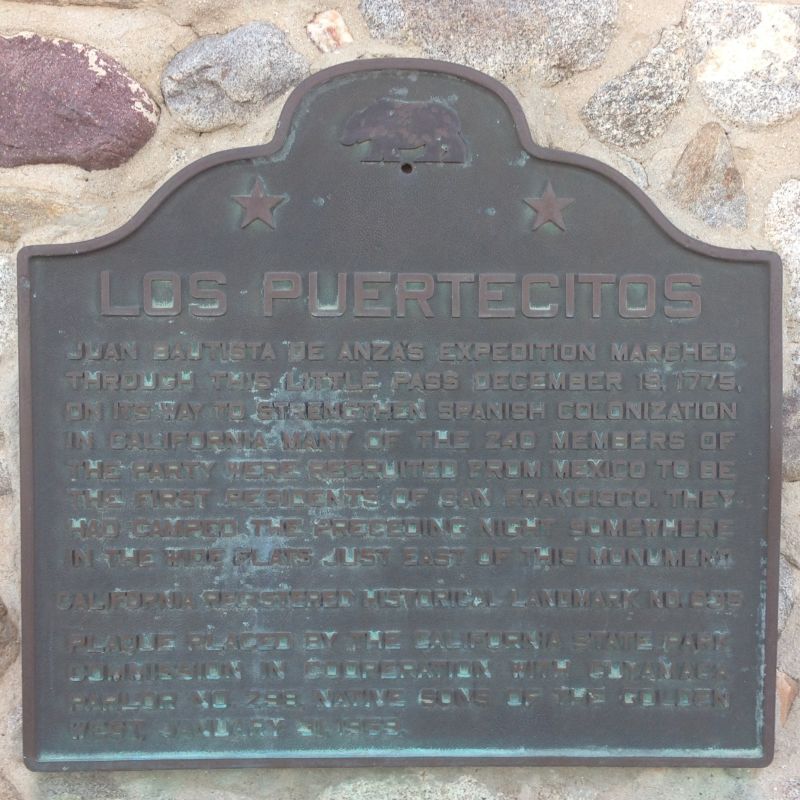 LOS PUERTECITOS
JUAN BAUTISTA DE ANZA'S EXPEDITION MARCHED
THROUGH THIS LITTLE PASS DECEMBER 19, 1775,
ON ITS WAY TO STRENGTHEN SPANISH COLONIZATION
IN CALIFORNIA. MANY OF THE 240 MEMBERS OF
THE PARTY WERE RECRUITED FROM MEXICO TO BE
THE FIRST RESIDENTS OF SAN FRANCISCO. THEY
HAD CAMPED THE PRECEDING NIGHT SOMEWHERE
IN THE WIDE FLATS JUST EAST OF THIS MONUMENT.
CALIFORNIA REGISTERED HISTORICAL LANDMARK NO. 635
PLAQUE PLACED BY THE CALIFORNIA STATE PARK
COMMISSION IN COOPERATION WITH CUYAMACA
PARLOR NO. 298, NATIVE SONS OF THE GOLDEN
WEST, JANUARY